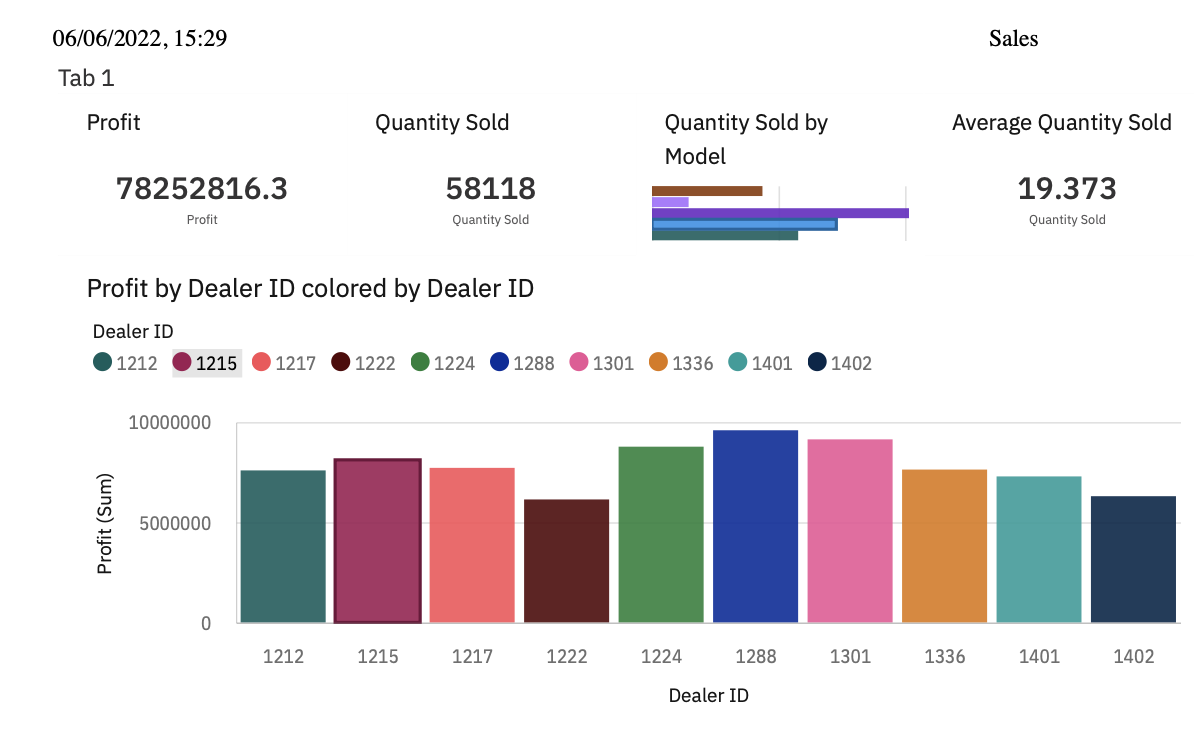 06/06/2022, 15:29 Sales
Tab 1
Profit
78252816.3
Profit
Quantity Sold
58118
Quantity Sold
Quantity Sold by
Model
Average Quantity Sold
19.373
Quantity Sold
Profit by Dealer ID colored by Dealer ID
Dealer ID
1212 1215 1217 1222 1224 1288 1301 1336 1401 1402
Profit (Sum)
10000000
5000000
0
1212 1215 1217 1222 1224 1288 1301 1336 1401 1402
Dealer ID